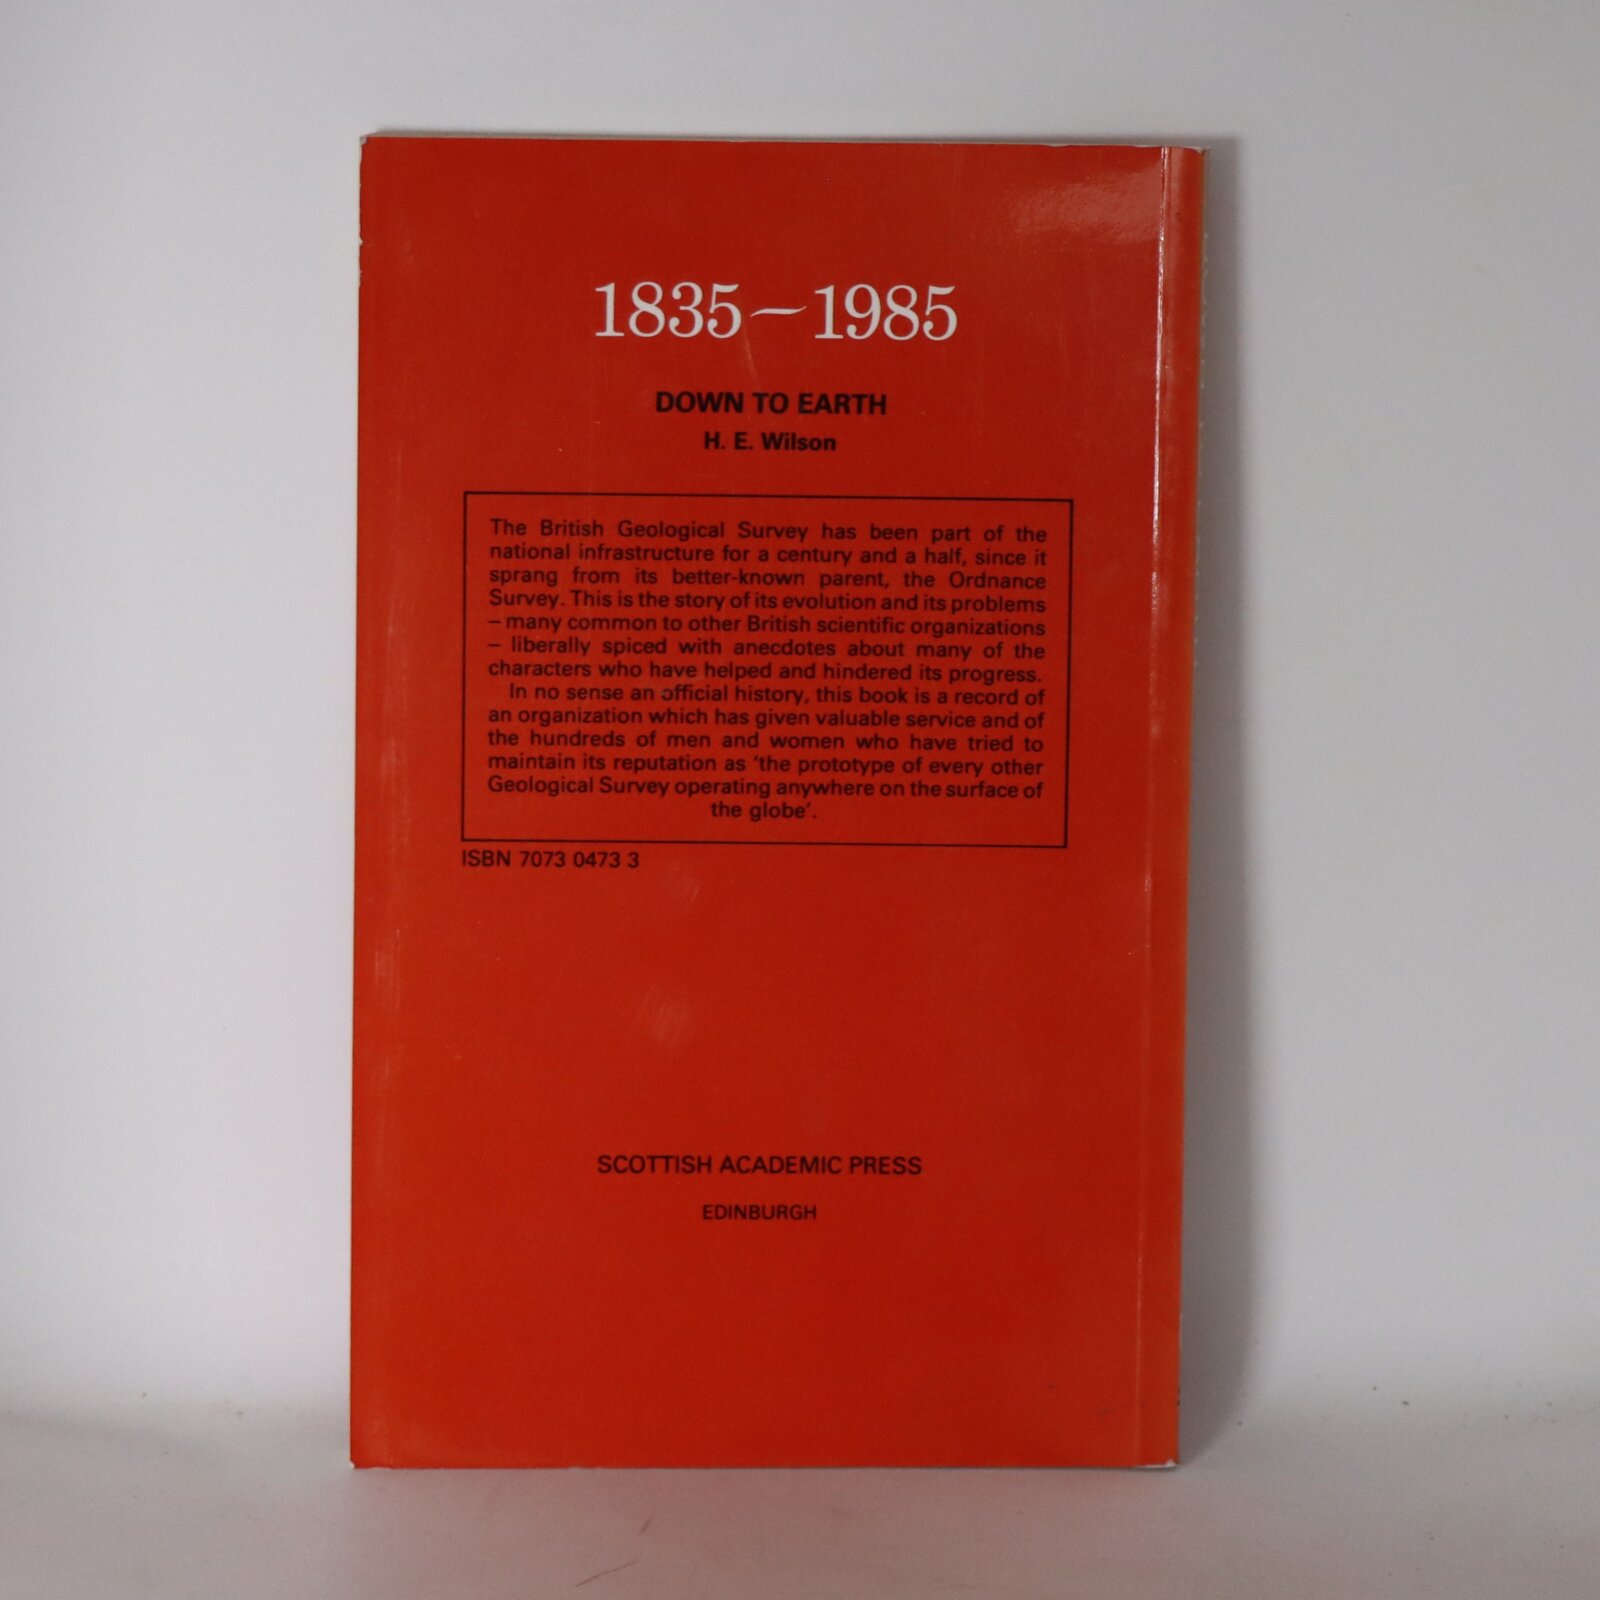 1835–1985
DOWN TO EARTH
H. E. Wilson
The British Geological Survey has been part of the
national infrastructure for a century and a half, since it
sprang from its better-known parent, the Ordnance
Survey. This is the story of its evolution and its problems
– many common to other British scientific organizations
– liberally spiced with anecdotes about many of the
characters who have helped and hindered its progress.
In no sense an official history, this book is a record of
an organization which has given valuable service and of
the hundreds of men and women who have tried to
maintain its reputation as 'the prototype of every other
Geological Survey operating anywhere on the surface of
the globe'.
ISBN 7073 0473 3
SCOTTISH ACADEMIC PRESS
EDINBURGH